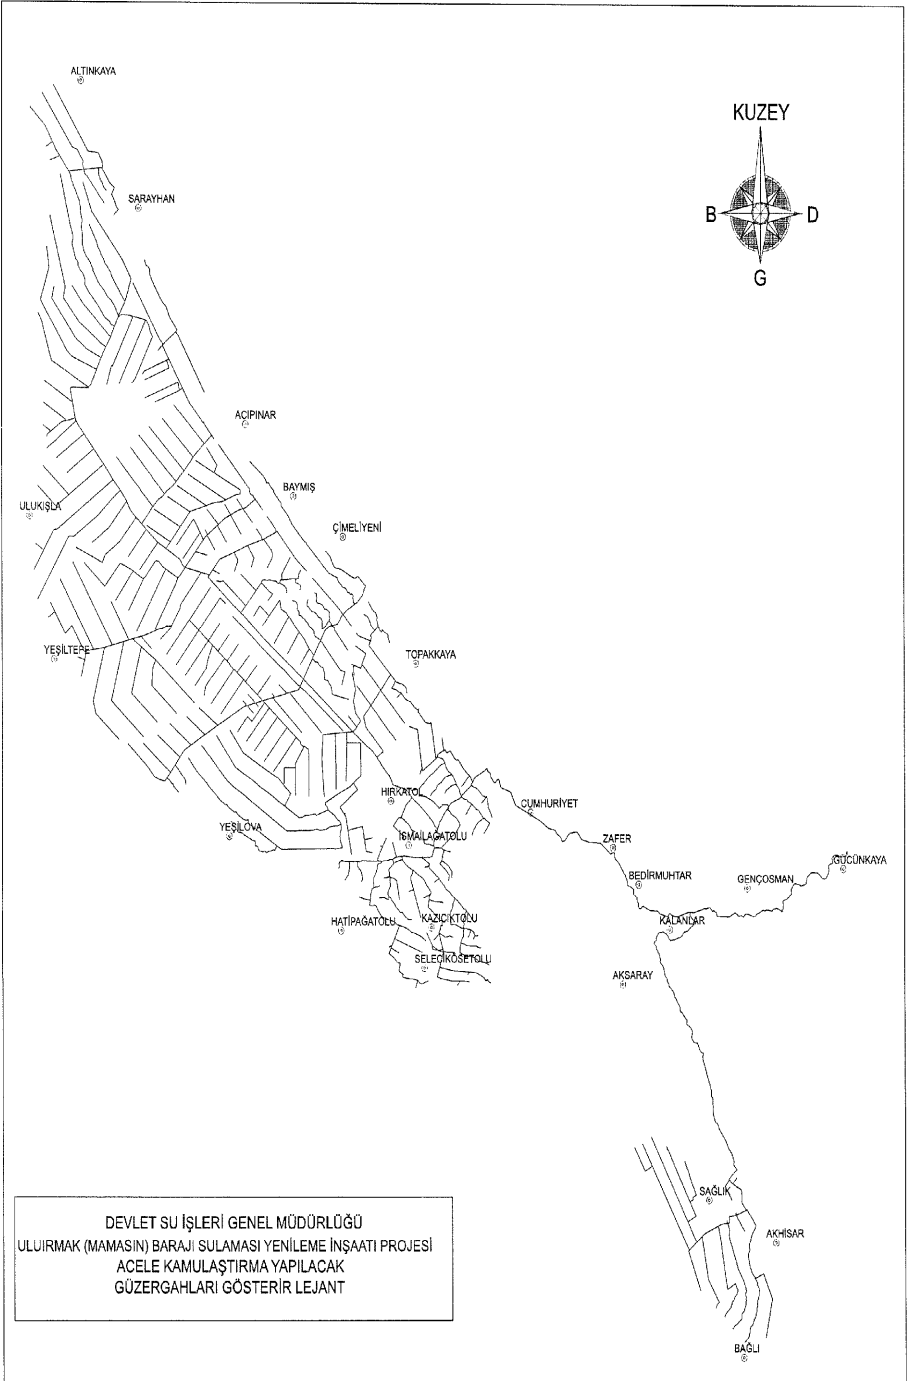 ALTINKAYA
KUZEY
SARAYHAN
B
D
G
ACIPINAR
BAYMIŞ
ULUKIŞLA
ÇİMELİYENİ
YEŞİLTEPE
TOPAKKAYA
HIRKATOL
CUMHURİYET
YEŞİLOVA
İSMAİLAĞATOLU
ZAFER
GÜCÜNKAYA
BEDİRMUHTAR
GENÇOSMAN
HATİPAĞATOLU
KAZICIKTOLU
KALANLAR
SELEÇİKÖSETOLU
AKSARAY
SAĞLIK
AKHİSAR
BAĞLI
DEVLET SU İŞLERİ GENEL MÜDÜRLÜĞÜ
ULUIRMAK (MAMASIN) BARAJI SULAMASI YENİLEME İNŞAATI PROJESİ
ACELE KAMULAŞTIRMA YAPILACAK
GÜZERGAHLARI GÖSTERİR LEJANT